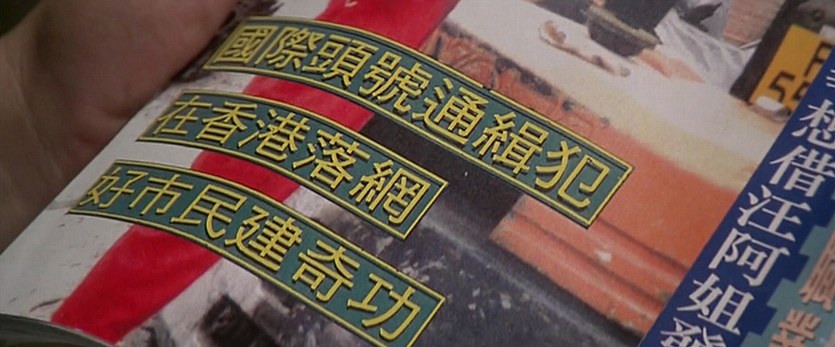 國際頭號通緝犯
在香港落網
好市民建奇功
想借汪阿姐發